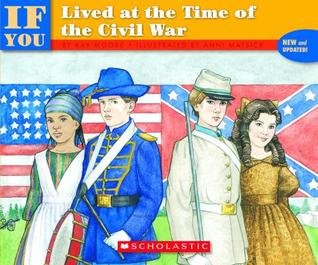 IF
YOU
Lived at the Time of
the Civil War
BY KAY MOORE • ILLUSTRATED BY ANNI MATSICK
NEW and
UPDATED!
SCHOLASTIC